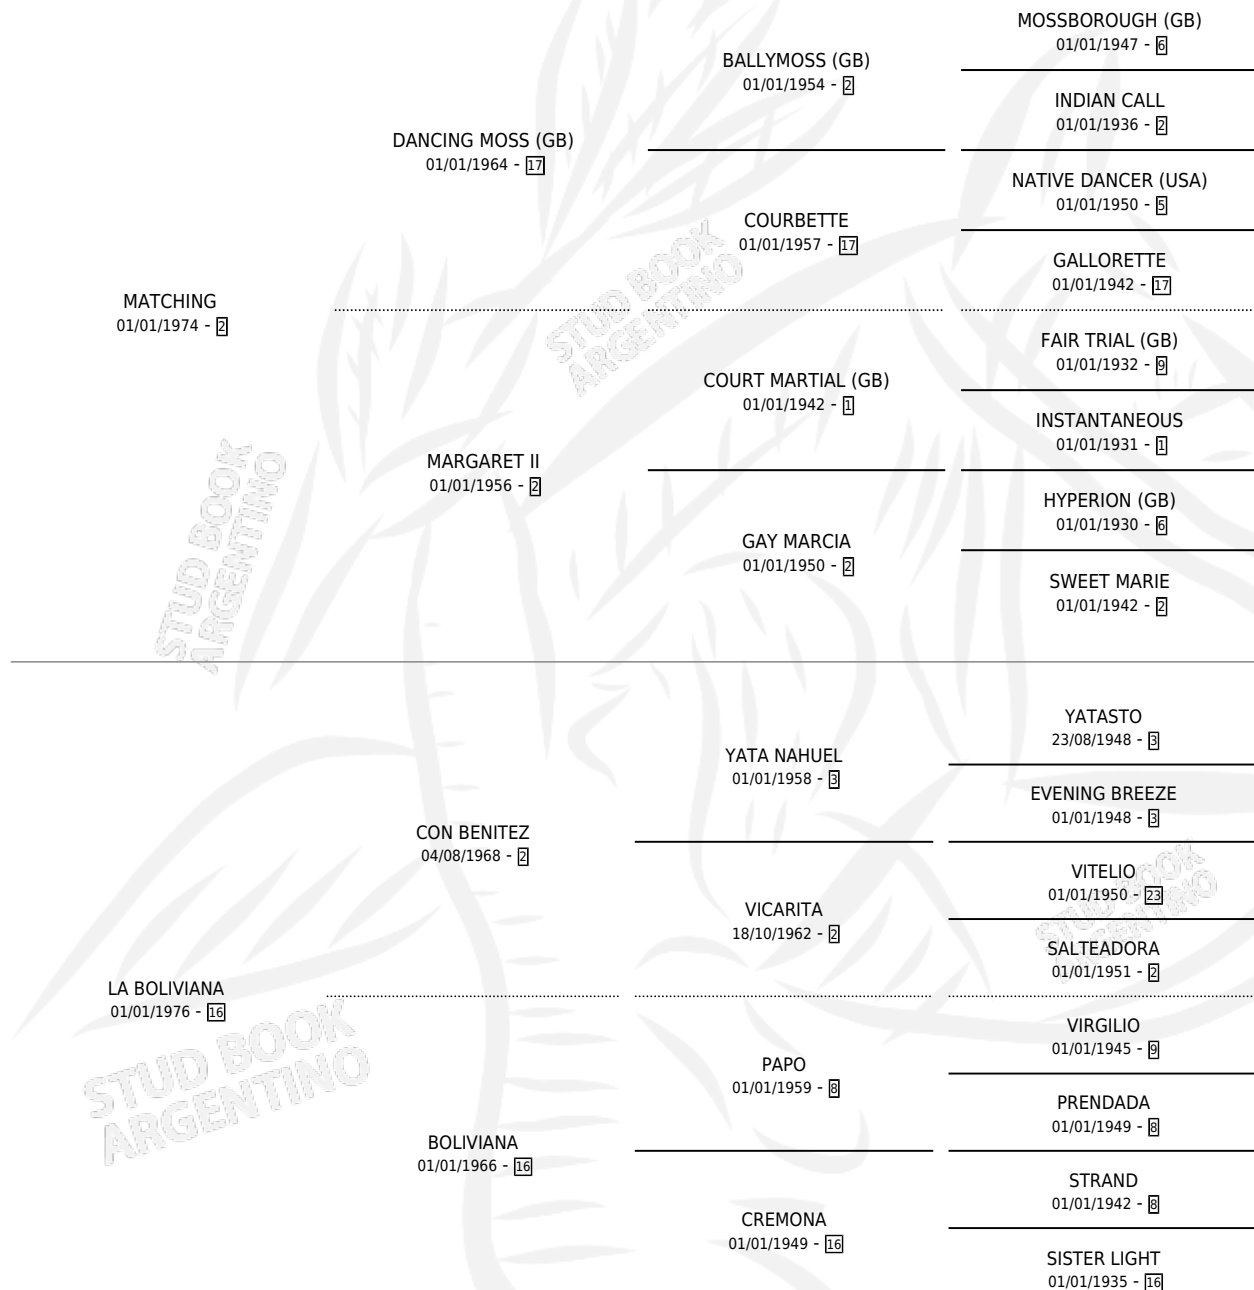 MOSSBOROUGH (GB)
01/01/1947 - 6
BALLYMOSS (GB)
01/01/1954 - 2
INDIAN CALL
01/01/1936 - 2
DANCING MOSS (GB)
01/01/1964 - 17
NATIVE DANCER (USA)
01/01/1950 - 5
COURBETTE
01/01/1957 - 17
GALLORETTE
01/01/1942 - 17
MATCHING
01/01/1974 - 2
FAIR TRIAL (GB)
01/01/1932 - 9
COURT MARTIAL (GB)
01/01/1942 - 1
INSTANTANEOUS
01/01/1931 - 1
MARGARET II
01/01/1956 - 2
HYPERION (GB)
01/01/1930 - 6
GAY MARCIA
01/01/1950 - 2
SWEET MARIE
01/01/1942 - 2
YATASTO
23/08/1948 - 3
YATA NAHUEL
01/01/1958 - 3
EVENING BREEZE
01/01/1948 - 3
CON BENITEZ
04/08/1968 - 2
VITELIO
01/01/1950 - 23
VICARITA
18/10/1962 - 2
SALTEADORA
01/01/1951 - 2
LA BOLIVIANA
01/01/1976 - 16
VIRGILIO
01/01/1945 - 9
PAPO
01/01/1959 - 8
PRENDADA
01/01/1949 - 8
BOLIVIANA
01/01/1966 - 16
STRAND
01/01/1942 - 8
CREMONA
01/01/1949 - 16
SISTER LIGHT
01/01/1935 - 16
STUD BOOK
ARGENTINO
STUD BOOK
ARGENTINO
STUD BOOK
ARGENTINO
STUD BOOK
ARGENTINO